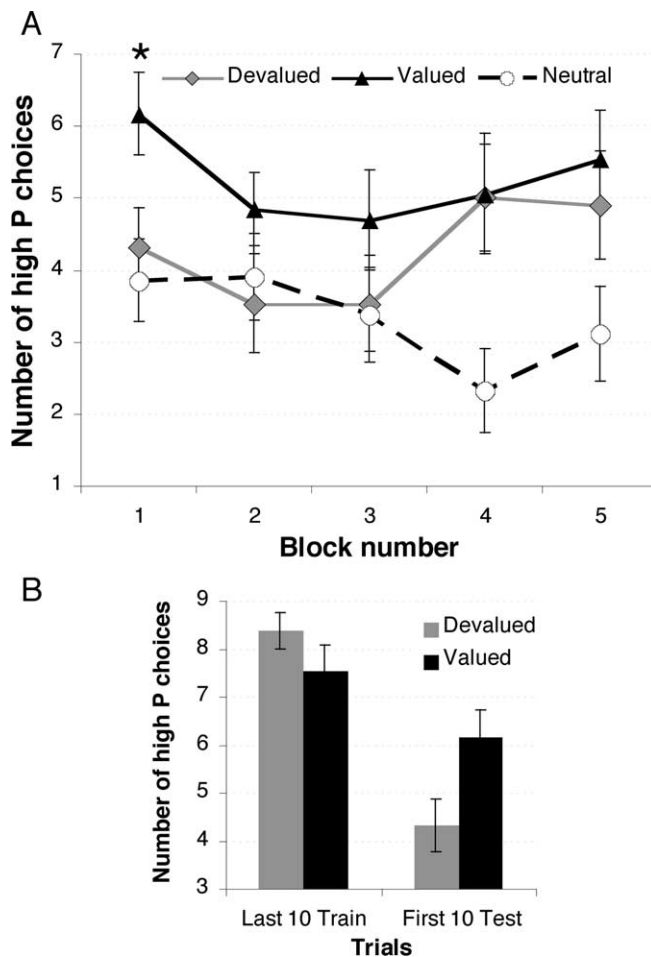 A
*
Devalued Valued Neutral
Number of high P choices
7
6
5
4
3
2
1
1 2 3 4 5
Block number
B
Number of high P choices
9
8
7
6
5
4
3
Devalued
Valued
Last 10 Train First 10 Test
Trials